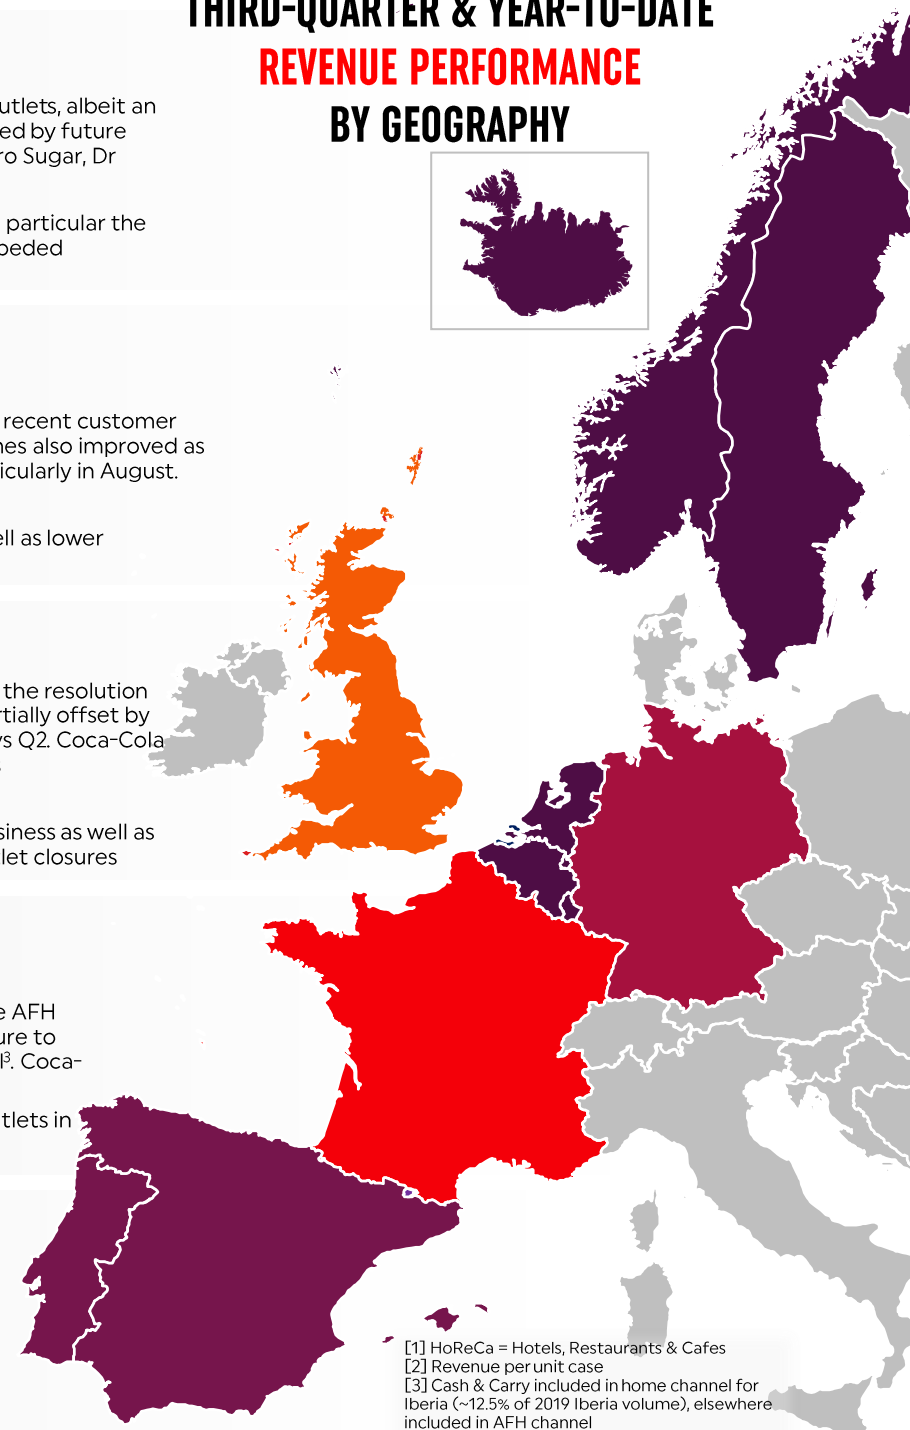 THIRD-QUARTER & YEAR-TO-DATE
REVENUE PERFORMANCE
BY GEOGRAPHY
utlets, albeit an
ed by future
ro Sugar, Dr
particular the
peded
recent customer
nes also improved as
icularly in August.
ell as lower
the resolution
rtially offset by
vs Q2. Coca-Cola
siness as well as
let closures
e AFH
ure to
l³. Coca-
tlets in
[1] HoReCa = Hotels, Restaurants & Cafes
[2] Revenue per unit case
[3] Cash & Carry included in home channel for
Iberia (~12.5% of 2019 Iberia volume), elsewhere
included in AFH channel